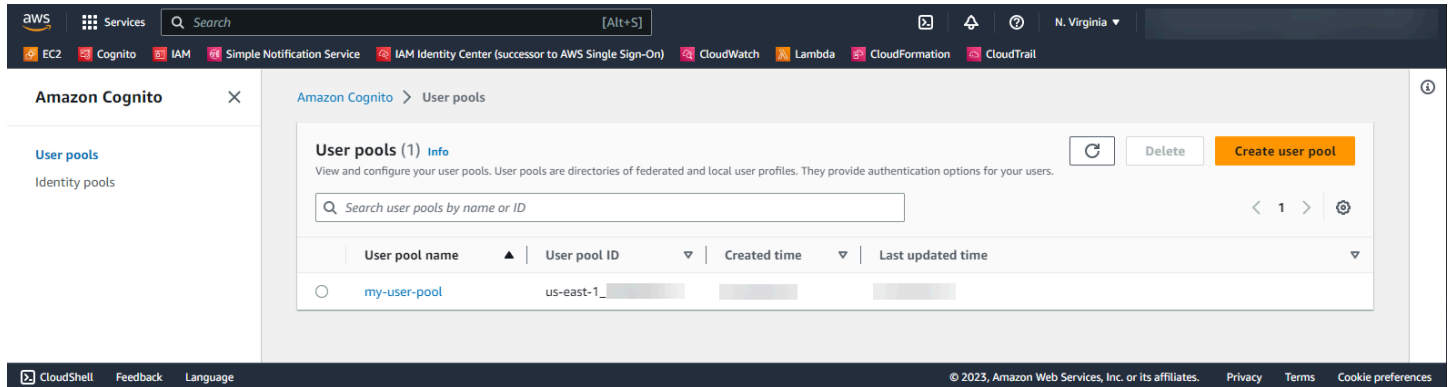 aws Services Search [Alt+S] N. Virginia
EC2 Cognito IAM Simple Notification Service IAM Identity Center (successor to AWS Single Sign-On) CloudWatch Lambda CloudFormation CloudTrail
Amazon Cognito
User pools
Identity pools
Amazon Cognito > User pools
User pools (1) Info
Delete
Create user pool
View and configure your user pools. User pools are directories of federated and local user profiles. They provide authentication options for your users.
Search user pools by name or ID
1
User pool name User pool ID Created time Last updated time
my-user-pool us-east-1_
CloudShell Feedback Language © 2023, Amazon Web Services, Inc. or its affiliates. Privacy Terms Cookie preferences